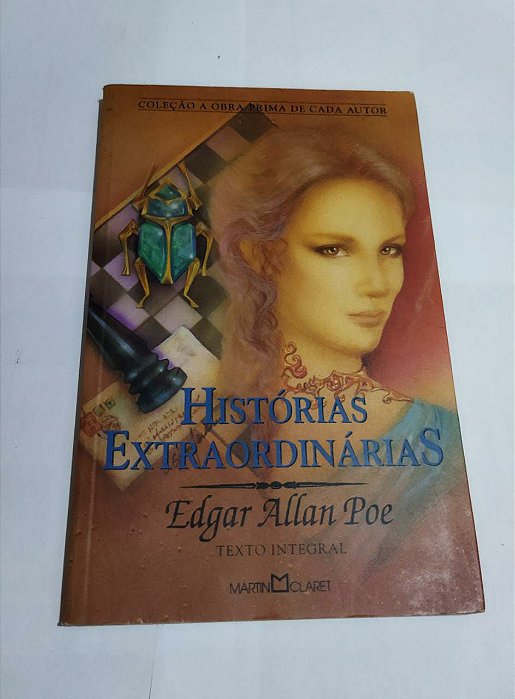 COLEÇÃO A OBRA-PRIMA DE CADA AUTOR
HISTÓRIAS
EXTRAORDINÁRIAS
Edgar Allan Poe
TEXTO INTEGRAL
MARTIN CLARET